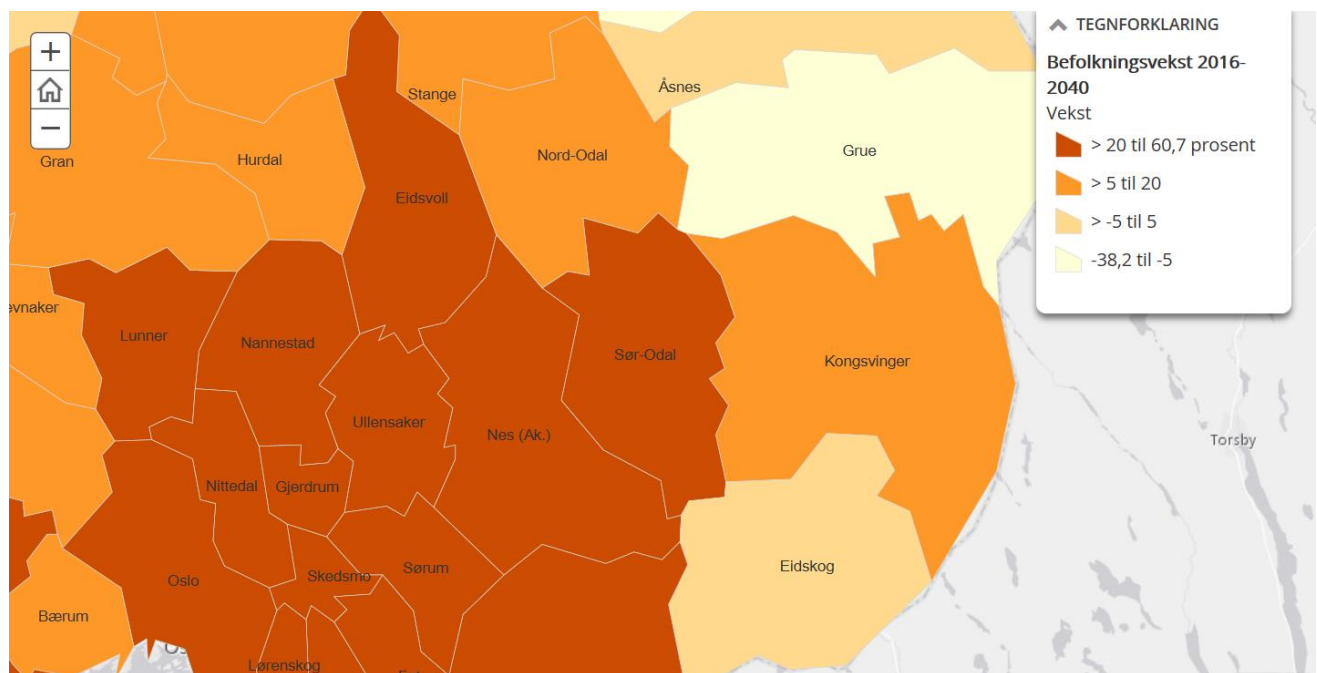 +
−
TEGNFORKLARING
Befolkningsvekst 2016-
2040
Vekst
> 20 til 60,7 prosent
> 5 til 20
> -5 til 5
-38,2 til -5
Åsnes
Stange
Nord-Odal
Grue
Gran
Hurdal
Eidsvoll
evnaker
Lunner
Nannestad
Sør-Odal
Kongsvinger
Ullensaker
Nes (Ak.)
Torsby
Nittedal
Gjerdrum
Eidskog
Oslo
Skedsmo
Sørum
Bærum
Lørenskog